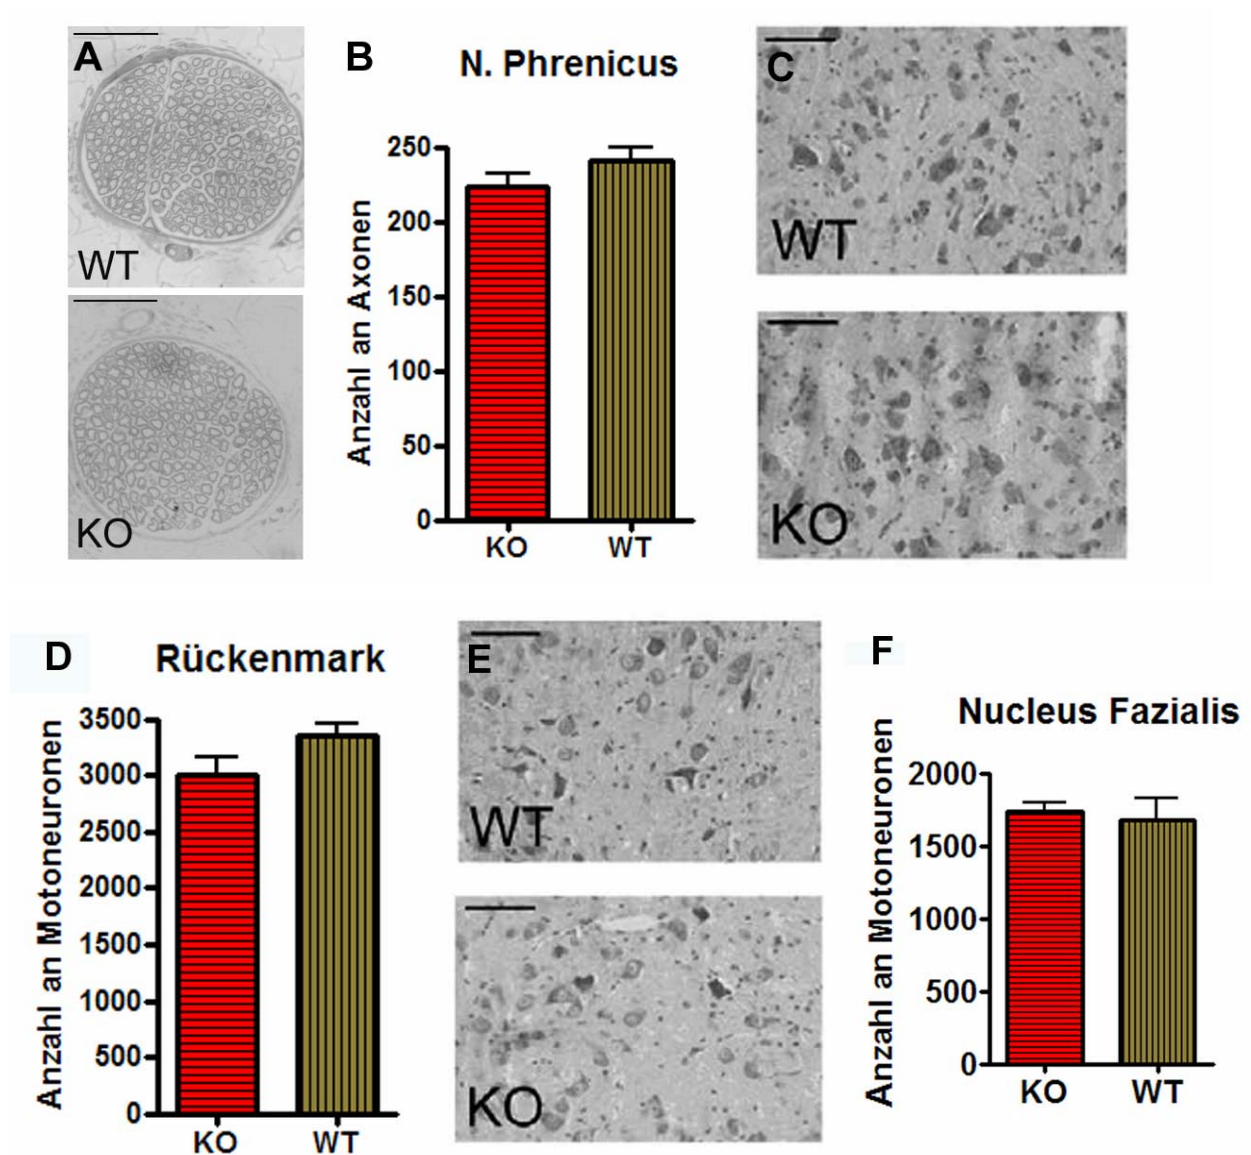 A
WT
KO
B
N. Phrenicus
Anzahl an Axonen
250
200
150
100
50
0
KO
WT
C
WT
KO
D
Rückenmark
Anzahl an Motoneuronen
3500
3000
2500
2000
1500
1000
500
0
KO
WT
E
WT
KO
F
Nucleus Fazialis
Anzahl an Motoneuronen
2000
1500
1000
500
0
KO
WT